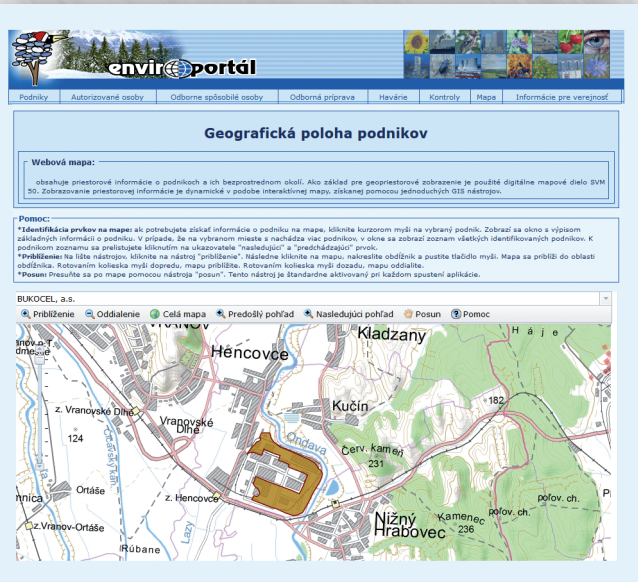 enviroportál
Podniky Autorizované osoby Odborne spôsobilé osoby Odborná príprava Havárie Kontroly Mapa Informácie pre verejnosť
Geografická poloha podnikov
Webová mapa:
obsahuje priestorové informácie o podnikoch a ich bezprostrednom okolí. Ako základ pre geopriestorové zobrazenie je použité digitálne mapové dielo SVM
50. Zobrazovanie priestorovej informácie je dynamické v podobe interaktívnej mapy, získanej pomocou jednoduchých GIS nástrojov.
Pomoc:
*Identifikácia prvkov na mape: ak potrebujete získať informácie o podniku na mape, kliknite kurzorom myši na vybraný podnik. Zobrazí sa okno s výpisom
základných informácii o podniku. V prípade, že na vybranom mieste s nachádza viac podnikov, v okne sa zobrazí zoznam všetkých identifikovaných podnikov. K
podnikom zoznamu sa prelistujete kliknutím na ukazovatele "nasledujúci" a "predchádzajúci" prvok.
*Priblíženie: Na lište nástrojov, kliknite na nástroj "priblíženie". Následne kliknite na mapu, nakreslite obdĺžnik a pustite tlačidlo myši. Mapa sa priblíži do oblasti
obdĺžnika. Rotovaním kolieska myši dopredu, mapu priblížite. Rotovaním kolieska myši dozadu, mapu oddialite.
*Posun: Presuňte sa po mape pomocou nástroja "posun". Tento nástroj je štandardne aktivovaný pri každom spustení aplikácie.
BUKOCEL, a.s.
Priblíženie Oddialenie Celá mapa Predošlý pohľad Nasledujúci pohľad Posun Pomoc
VRANOV
Kladzany
H á j e
Hencovce
182
Kučín
z. Vranovské Dlhé
Vranovské
Dlhé
124
Ondava
Červ. kameň
231
Ortáše
z. Hencovce
poľov. ch.
Nižný
Hrabovec
Kamenec
236
poľov. ch.
z.Vranov-Ortáše
Lazy
Rúbane